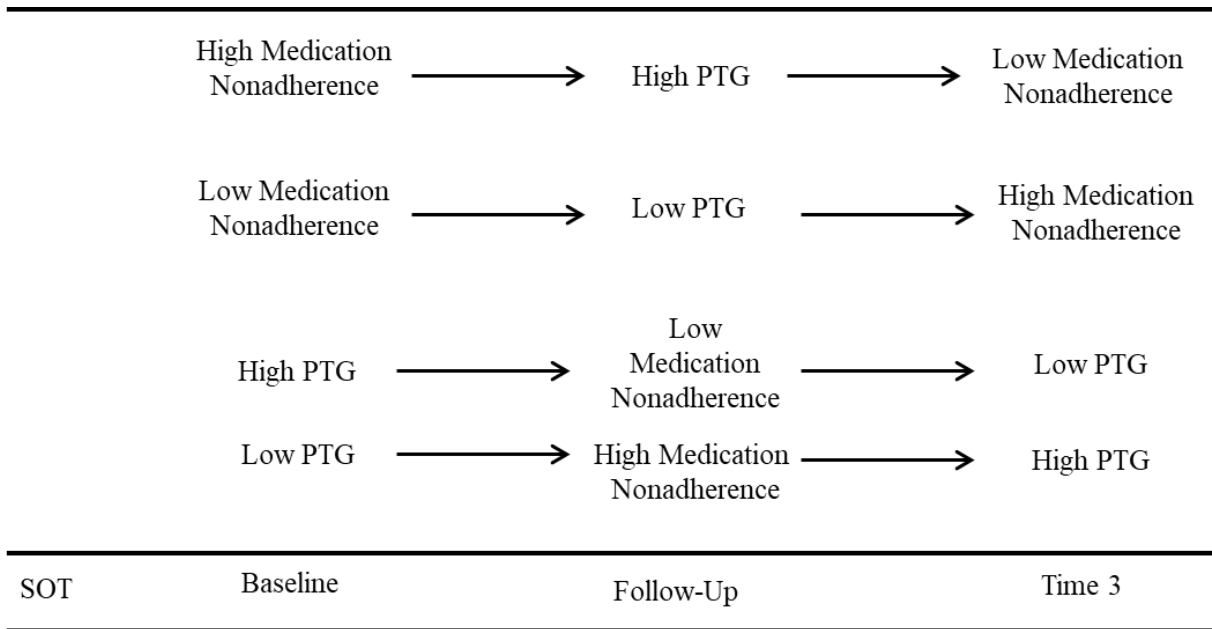 High Medication
Nonadherence
High PTG
Low Medication
Nonadherence
Low Medication
Nonadherence
Low PTG
High Medication
Nonadherence
High PTG
Low
Medication
Nonadherence
Low PTG
Low PTG
High Medication
Nonadherence
High PTG
SOT
Baseline
Follow-Up
Time 3